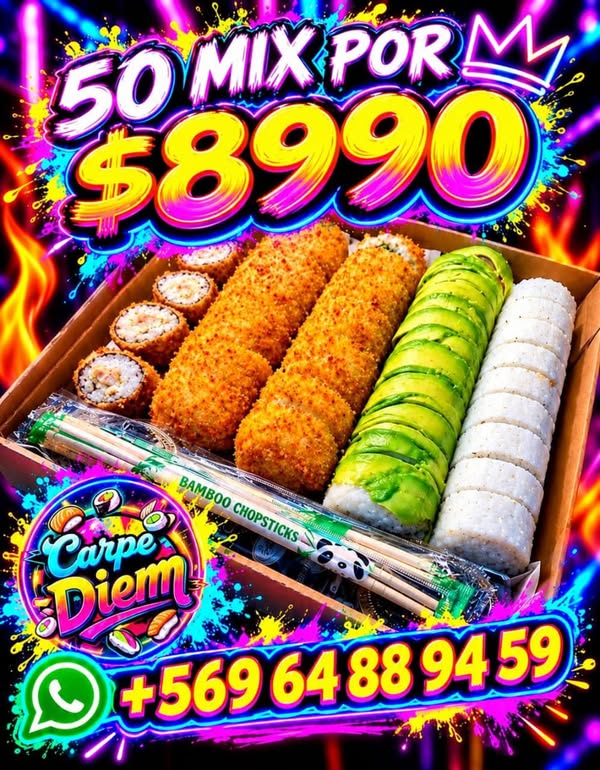 50 MIX POR
$8990
BAMBOO CHOPSTICKS
Carpe
Diem
+569 64 88 94 59